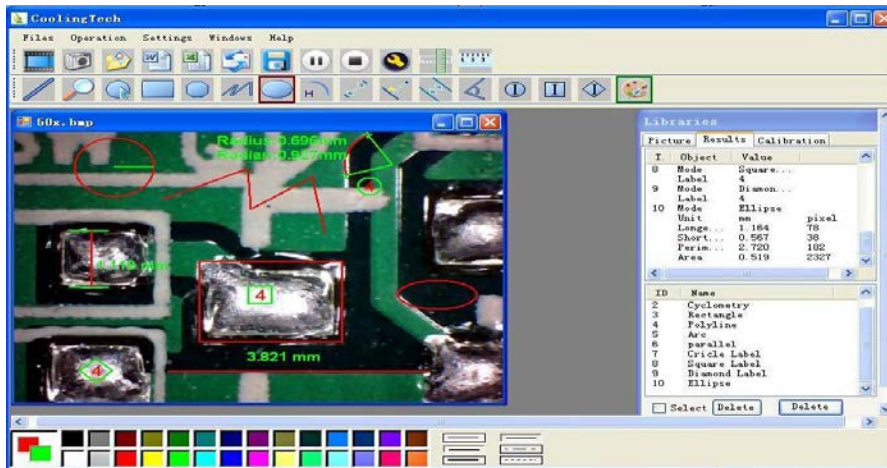 CoolingTech
Files Operation Settings Windows Help
60x.bmp
Radius 0.696mm
4
4
3.821 mm
4
Libraries
Picture Results Calibration
I. Object Value
8 Mode Square...
Label 4
9 Mode Diamon...
Label 4
10 Mode Ellipse
Unit mm pixel
Longe... 1.164 78
Short... 0.567 38
Perim... 2.720 182
Area 0.519 2327
ID Name
2 Cyclometry
3 Rectangle
4 Polyline
5 Arc
6 parallel
7 Cricle Label
8 Square Label
9 Diamond Label
10 Ellipse
Select Delete Delete